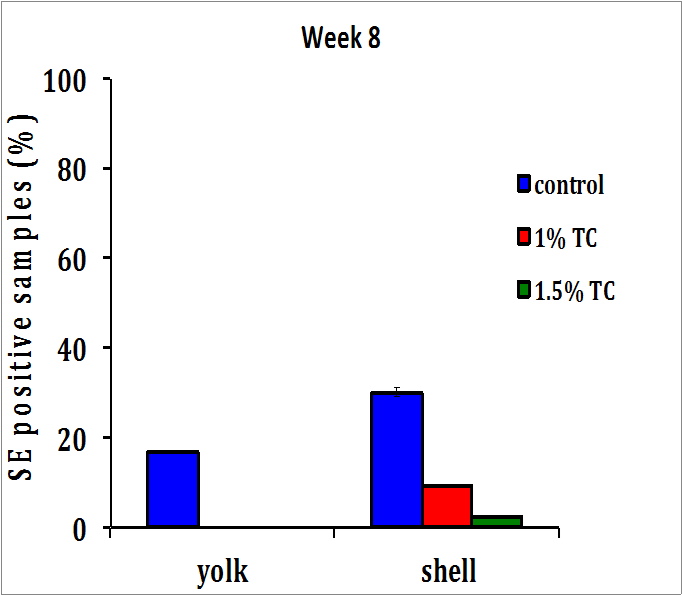 Week 8
SE positive samples (%)
100
80
60
40
20
0
yolk
shell
control
1% TC
1.5% TC